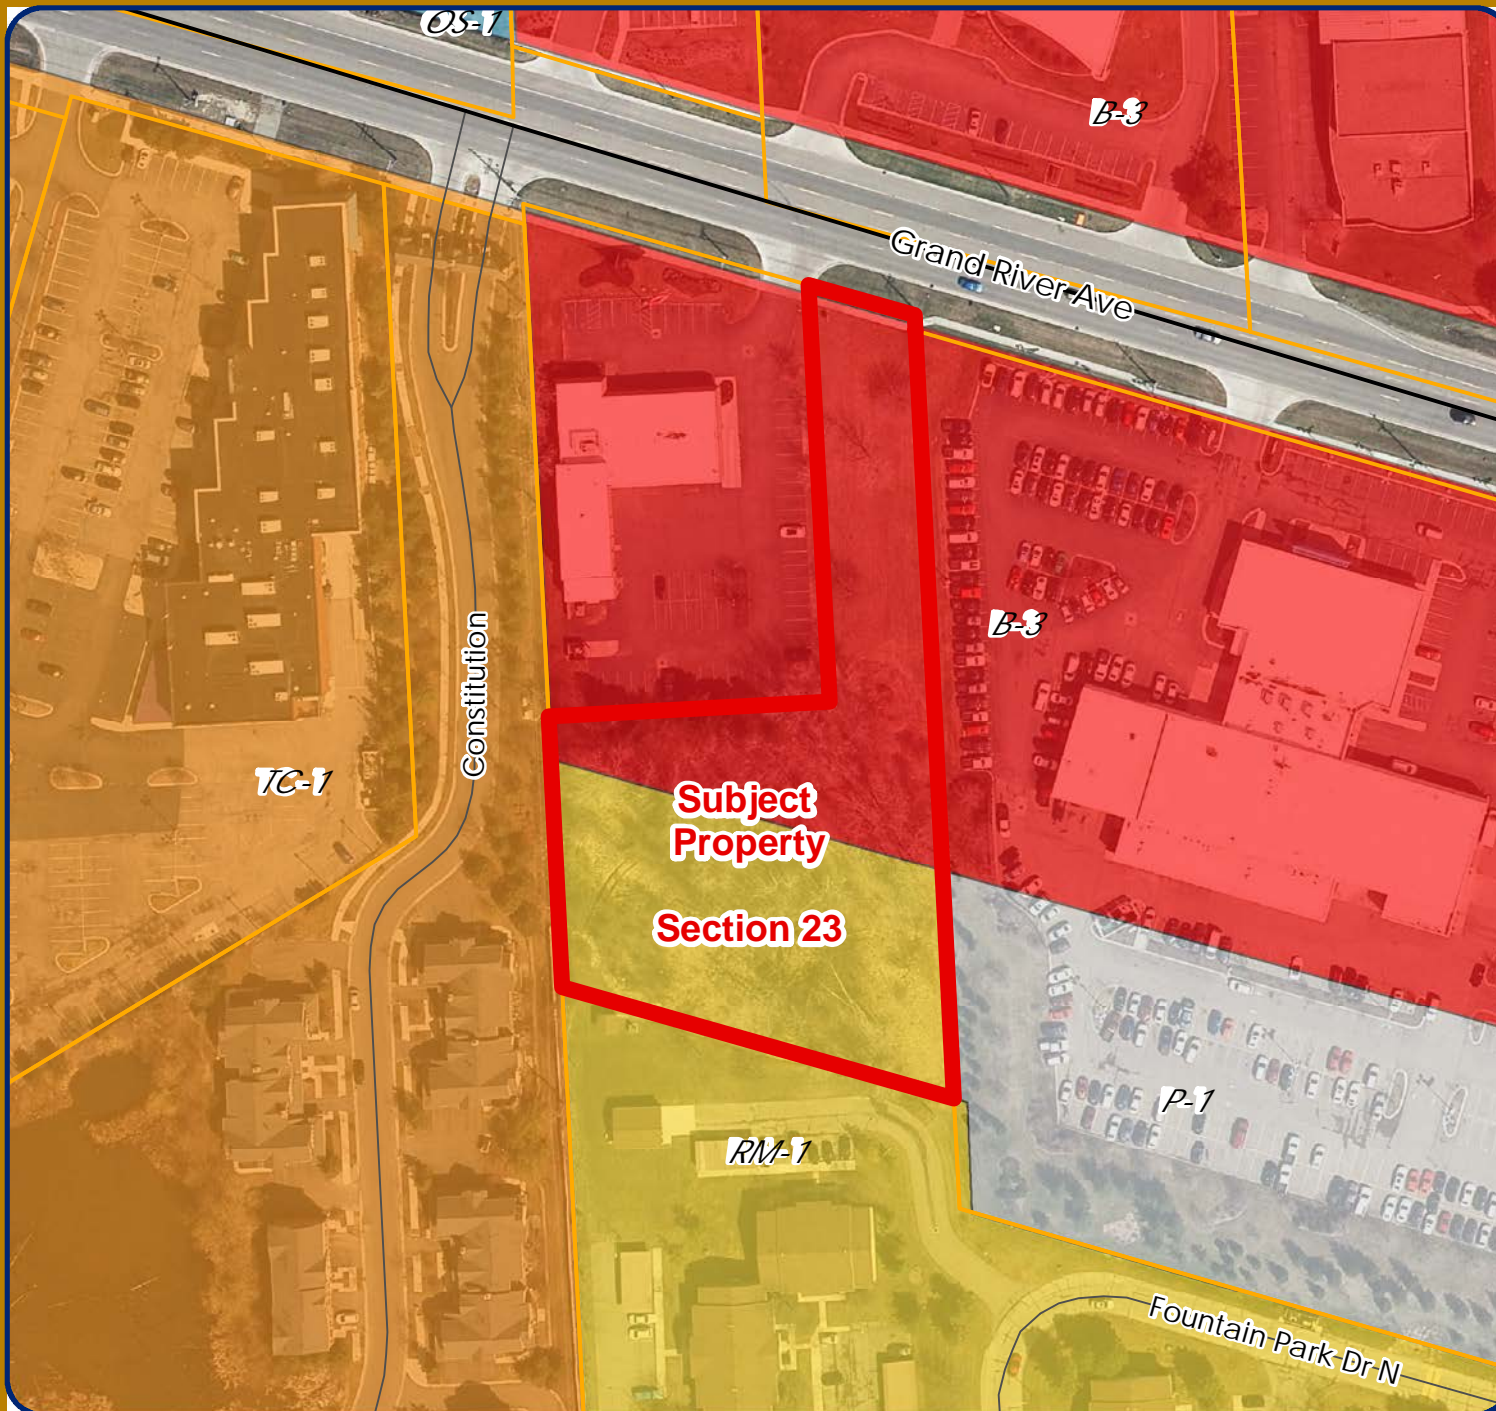 OS-1
B-3
Grand River Ave
B-3
Constitution
TC-1
Subject
Property
Section 23
P-1
RM-1
Fountain Park Dr N